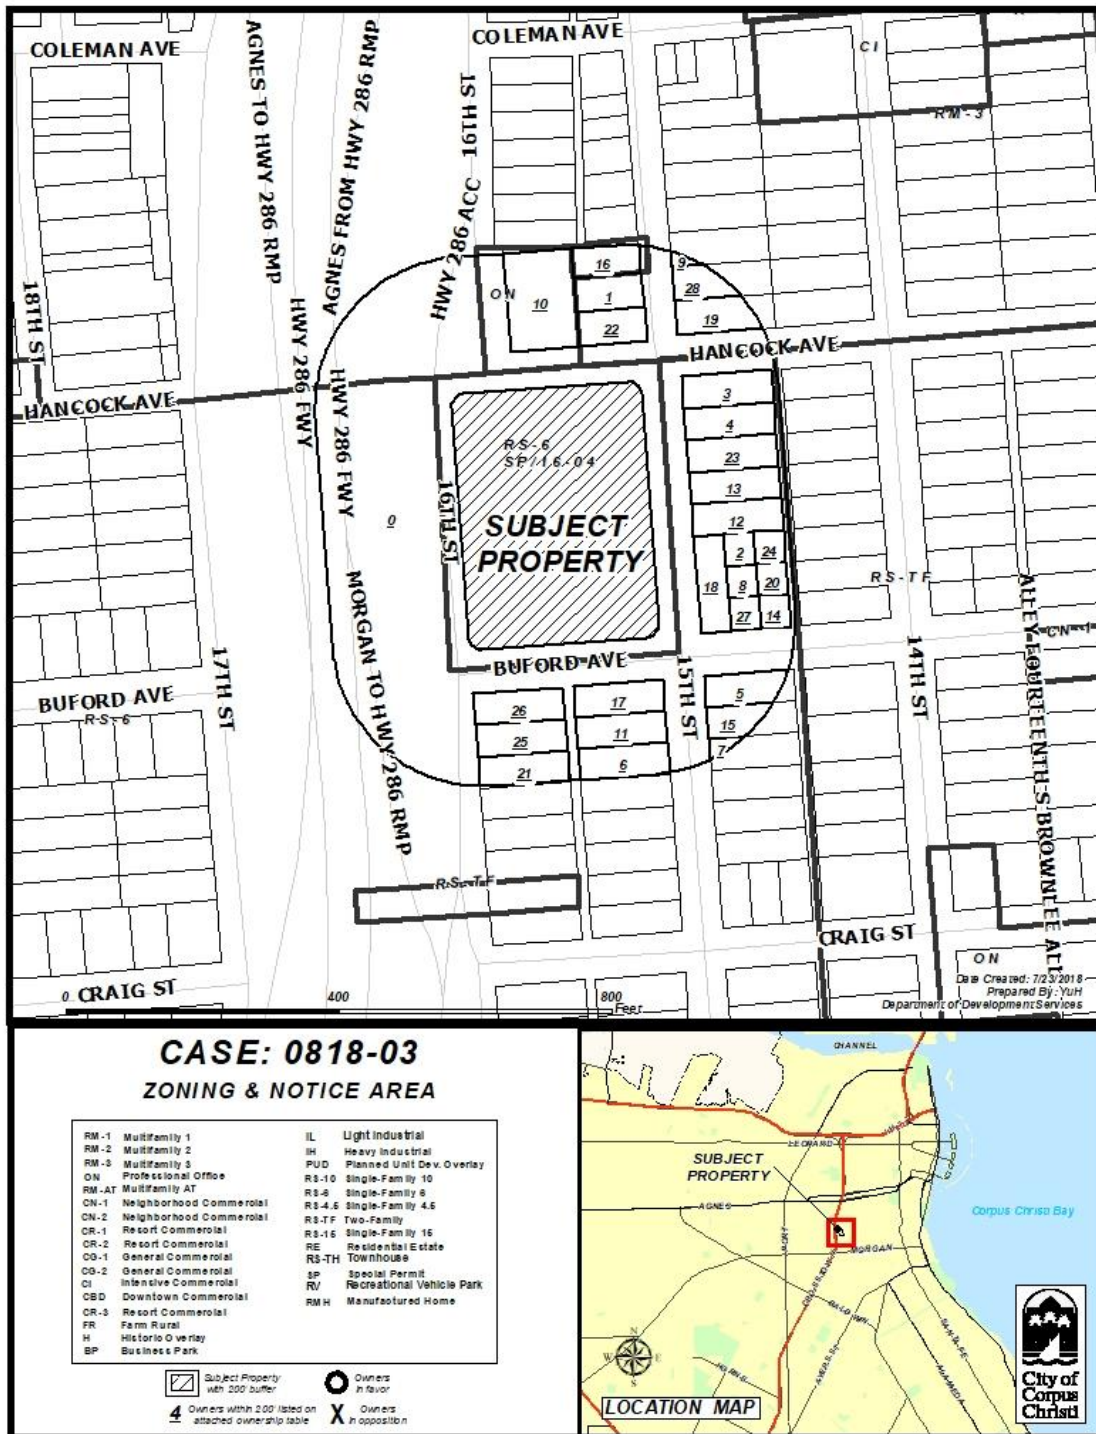 COLEMAN AVE
COLEMAN AVE
AGNES TO HWY 286 RMP
AGNES FROM HWY 286 RMP
HWY 286 ACC
16TH ST
CI
RM-3
18TH ST
ON
10
16
1
22
9
28
19
HANCOCK AVE
HANCOCK AVE
HWY 286 FWY
HWY 286 FWY
0
16TH ST
RS-6
SP/16-04
SUBJECT
PROPERTY
3
4
23
13
12
2
24
18
8
20
27
14
RS-TF
CN-1
ALLEY FOURTEENTH S BROWNLEE ALL
14TH ST
15TH ST
BUFORD AVE
BUFORD AVE
RS-6
17TH ST
MORGAN TO HWY 286 RMP
26
17
5
25
11
15
21
6
7
RS-TF
CRAIG ST
CRAIG ST
ON
0
400
800
Feet
Date Created: 7/23/2018
Prepared By: YuH
Department of Development Services
CASE: 0818-03
ZONING & NOTICE AREA
RM-1 Multifamily 1
RM-2 Multifamily 2
RM-3 Multifamily 3
ON Professional Office
RM-AT Multifamily AT
CN-1 Neighborhood Commercial
CN-2 Neighborhood Commercial
CR-1 Resort Commercial
CR-2 Resort Commercial
CG-1 General Commercial
CG-2 General Commercial
CI Intensive Commercial
CBD Downtown Commercial
CR-3 Resort Commercial
FR Farm Rural
H Historic Overlay
BP Business Park
IL Light Industrial
IH Heavy Industrial
PUD Planned Unit Dev. Overlay
RS-10 Single-Family 10
RS-6 Single-Family 6
RS-4.5 Single-Family 4.5
RS-TF Two-Family
RS-15 Single-Family 15
RE Residential Estate
RS-TH Townhouse
SP Special Permit
RV Recreational Vehicle Park
RMH Manufactured Home
Subject Property
with 200' buffer
Owners
in favor
4 Owners within 200' listed on
attached ownership table
X Owners
in opposition
CHANNEL
LEOPARD
SUBJECT
PROPERTY
AGNES
PORT
MORGAN
Corpus Christi Bay
BALDWIN
AYERS ST
SANTA FE
ALAMEDA
N
W
E
S
LOCATION MAP
City of
Corpus
Christi